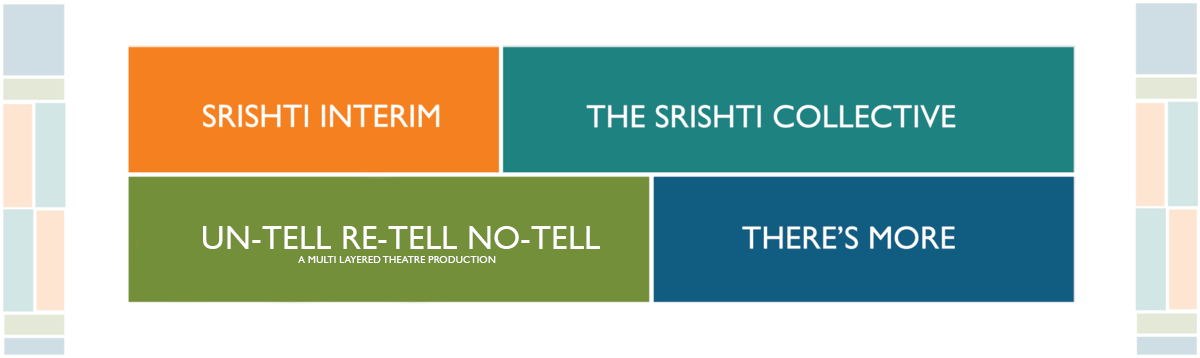 SRISHTI INTERIM
THE SRISHTI COLLECTIVE
UN-TELL RE-TELL NO-TELL
A MULTI LAYERED THEATRE PRODUCTION
THERE'S MORE